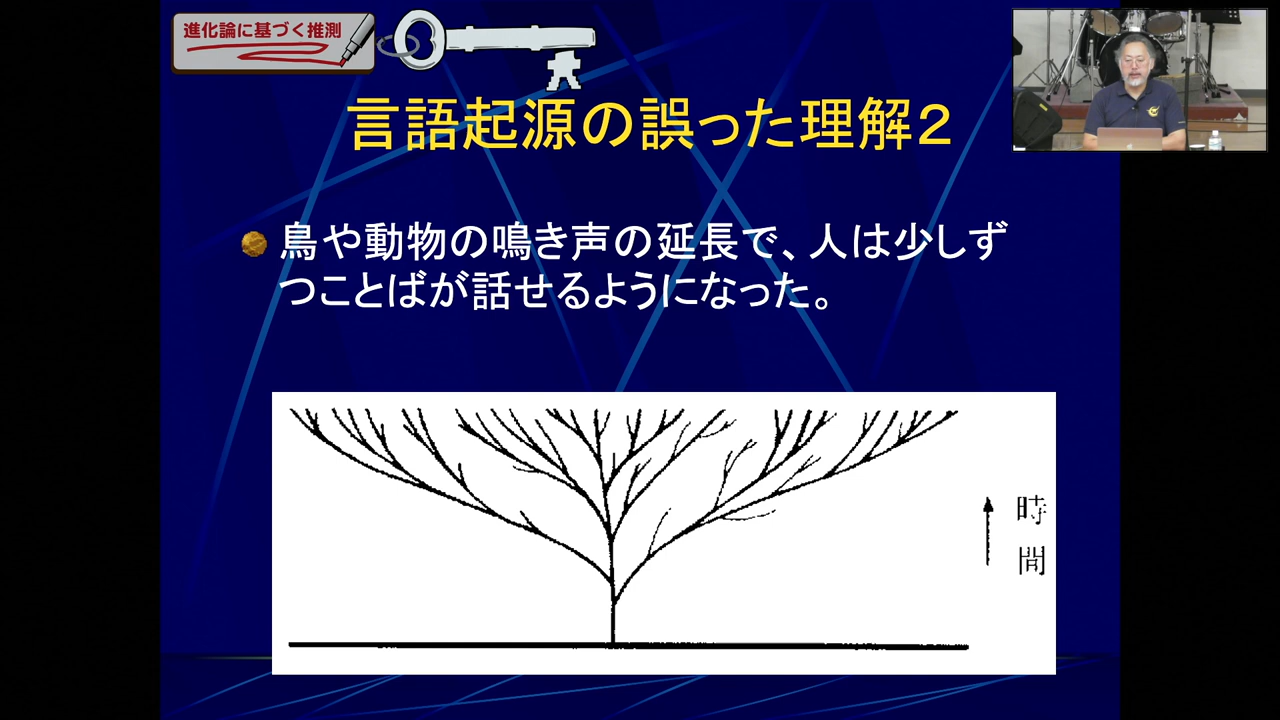 進化論に基づく推測
言語起源の誤った理解2
鳥や動物の鳴き声の延長で、人は少しず
つことばが話せるようになった。
時
間